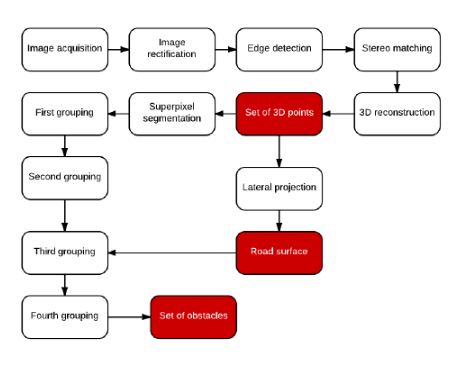 Image acquisition
Image
rectification
Edge detection
Stereo matching
First grouping
Superpixel
segmentation
Set of 3D points
3D reconstruction
Second grouping
Lateral projection
Third grouping
Road surface
Fourth grouping
Set of obstacles